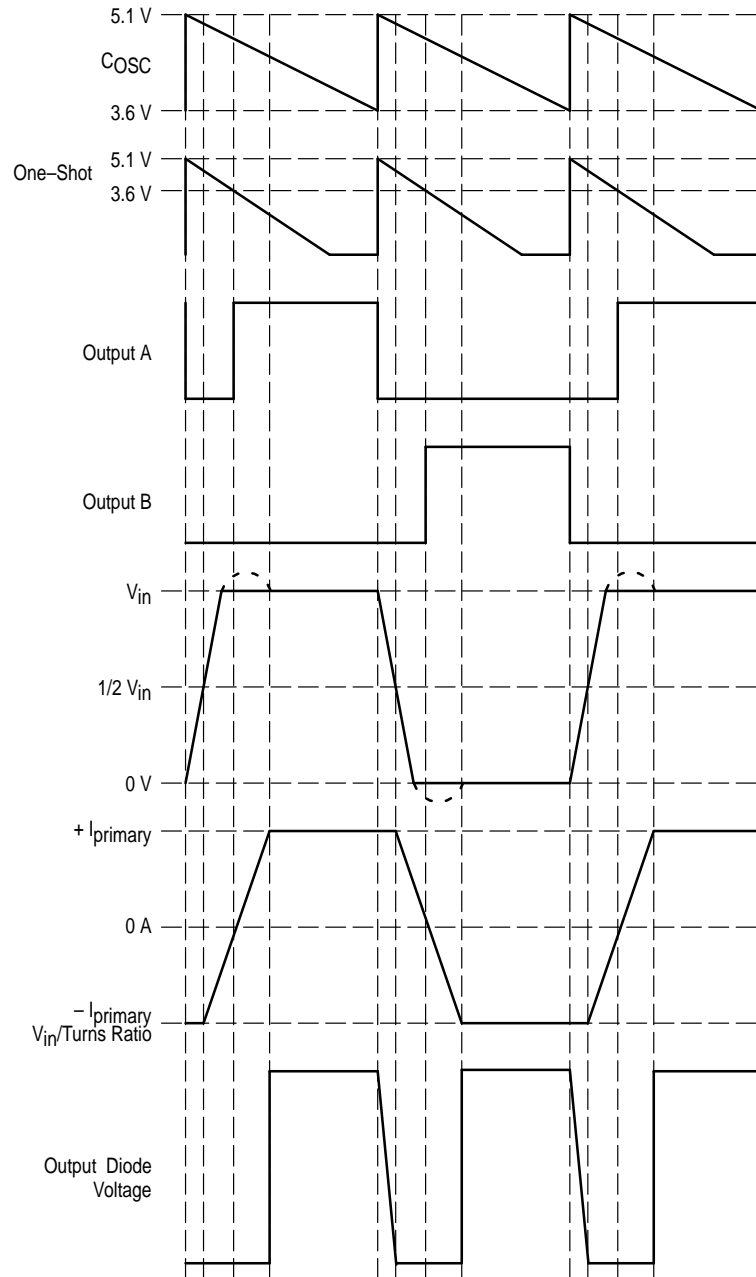 5.1 V
COSC
3.6 V
5.1 V
One–Shot
3.6 V
Output A
Output B
Vin
1/2 Vin
0 V
+ Iprimary
0 A
– Iprimary
Vin/Turns Ratio
Output Diode
Voltage